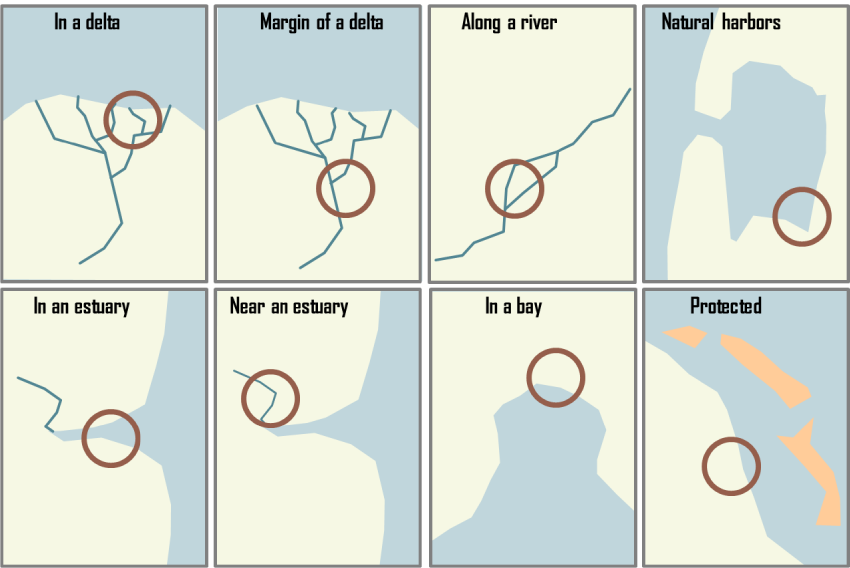 In a delta
Margin of a delta
Along a river
Natural harbors
In an estuary
Near an estuary
In a bay
Protected